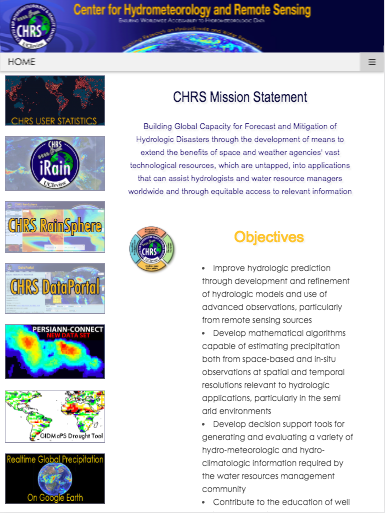 Center for Hydrometeorology and Remote Sensing
Building Worldwide Accessibility to Hydrometeorologic Data
CHRS
HOME
CHRS USER STATISTICS
CHRS
iRain
UCIrvine
CHRS RainSphere
CHRS DataPortal
PERSIANN-CONNECT
NEW DATA SET
GIDMaPS Drought Tool
Realtime Global Precipitation
On Google Earth
CHRS Mission Statement
Building Global Capacity for Forecast and Mitigation of
Hydrologic Disasters through the development of means to
extend the benefits of space and weather agencies' vast
technological resources, which are untapped, into applications
that can assist hydrologists and water resource managers
worldwide and through equitable access to relevant information
Objectives
• Improve hydrologic prediction
through development and refinement
of hydrologic models and use of
advanced observations, particularly
from remote sensing sources
• Develop mathematical algorithms
capable of estimating precipitation
both from space-based and in-situ
observations at spatial and temporal
resolutions relevant to hydrologic
applications, particularly in the semi
arid environments
• Develop decision support tools for
generating and evaluating a variety of
hydro-meteorologic and hydro-
climatologic information required by
the water resources management
community
• Contribute to the education of well